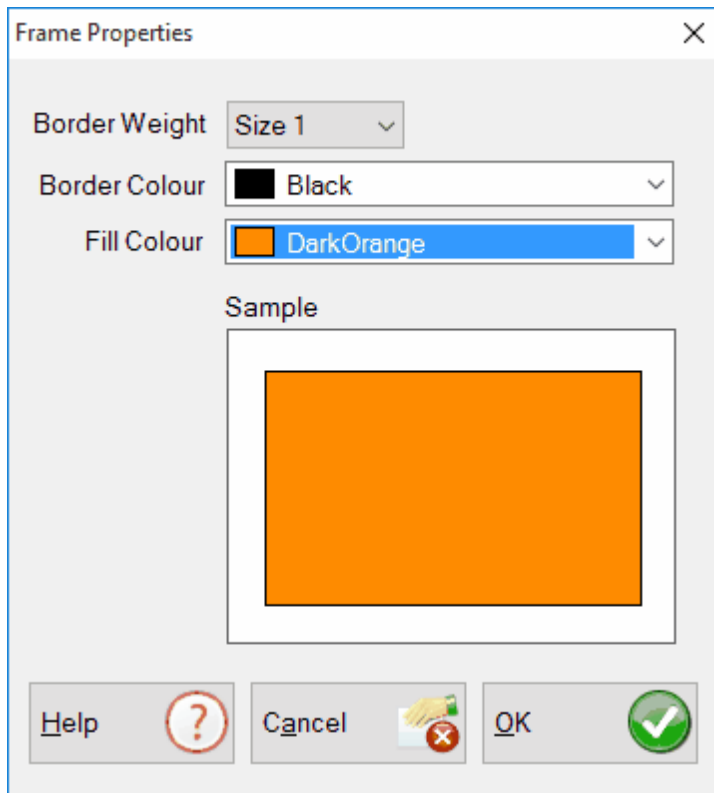 Frame Properties
Border Weight Size 1
Border Colour Black
Fill Colour DarkOrange
Sample
Help ? Cancel OK